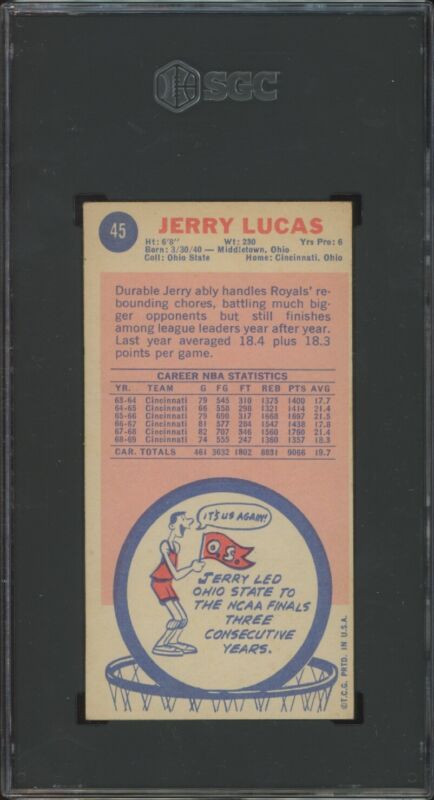 SGC
45
JERRY LUCAS
Ht: 6'8" Wt: 230 Yrs Pro: 6
Born: 3/30/40 — Middletown, Ohio
Coll: Ohio State Home: Cincinnati, Ohio
Durable Jerry ably handles Royals' re-
bounding chores, battling much big-
ger opponents but still finishes
among league leaders year after year.
Last year averaged 18.4 plus 18.3
points per game.
CAREER NBA STATISTICS
YR. TEAM G FG FT REB PTS AVG
63-64 Cincinnati 79 545 310 1375 1400 17.7
64-65 Cincinnati 66 558 298 1321 1414 21.4
65-66 Cincinnati 79 690 317 1668 1697 21.5
66-67 Cincinnati 81 577 284 1547 1438 17.8
67-68 Cincinnati 82 707 346 1560 1760 21.4
68-69 Cincinnati 74 555 247 1360 1357 18.3
CAR. TOTALS 461 3632 1802 8831 9066 19.7
IT'S US AGAIN!
O.S.
JERRY LED
OHIO STATE TO
THE NCAA FINALS
THREE
CONSECUTIVE
YEARS.
©T.C.G. PRTD. IN U.S.A.